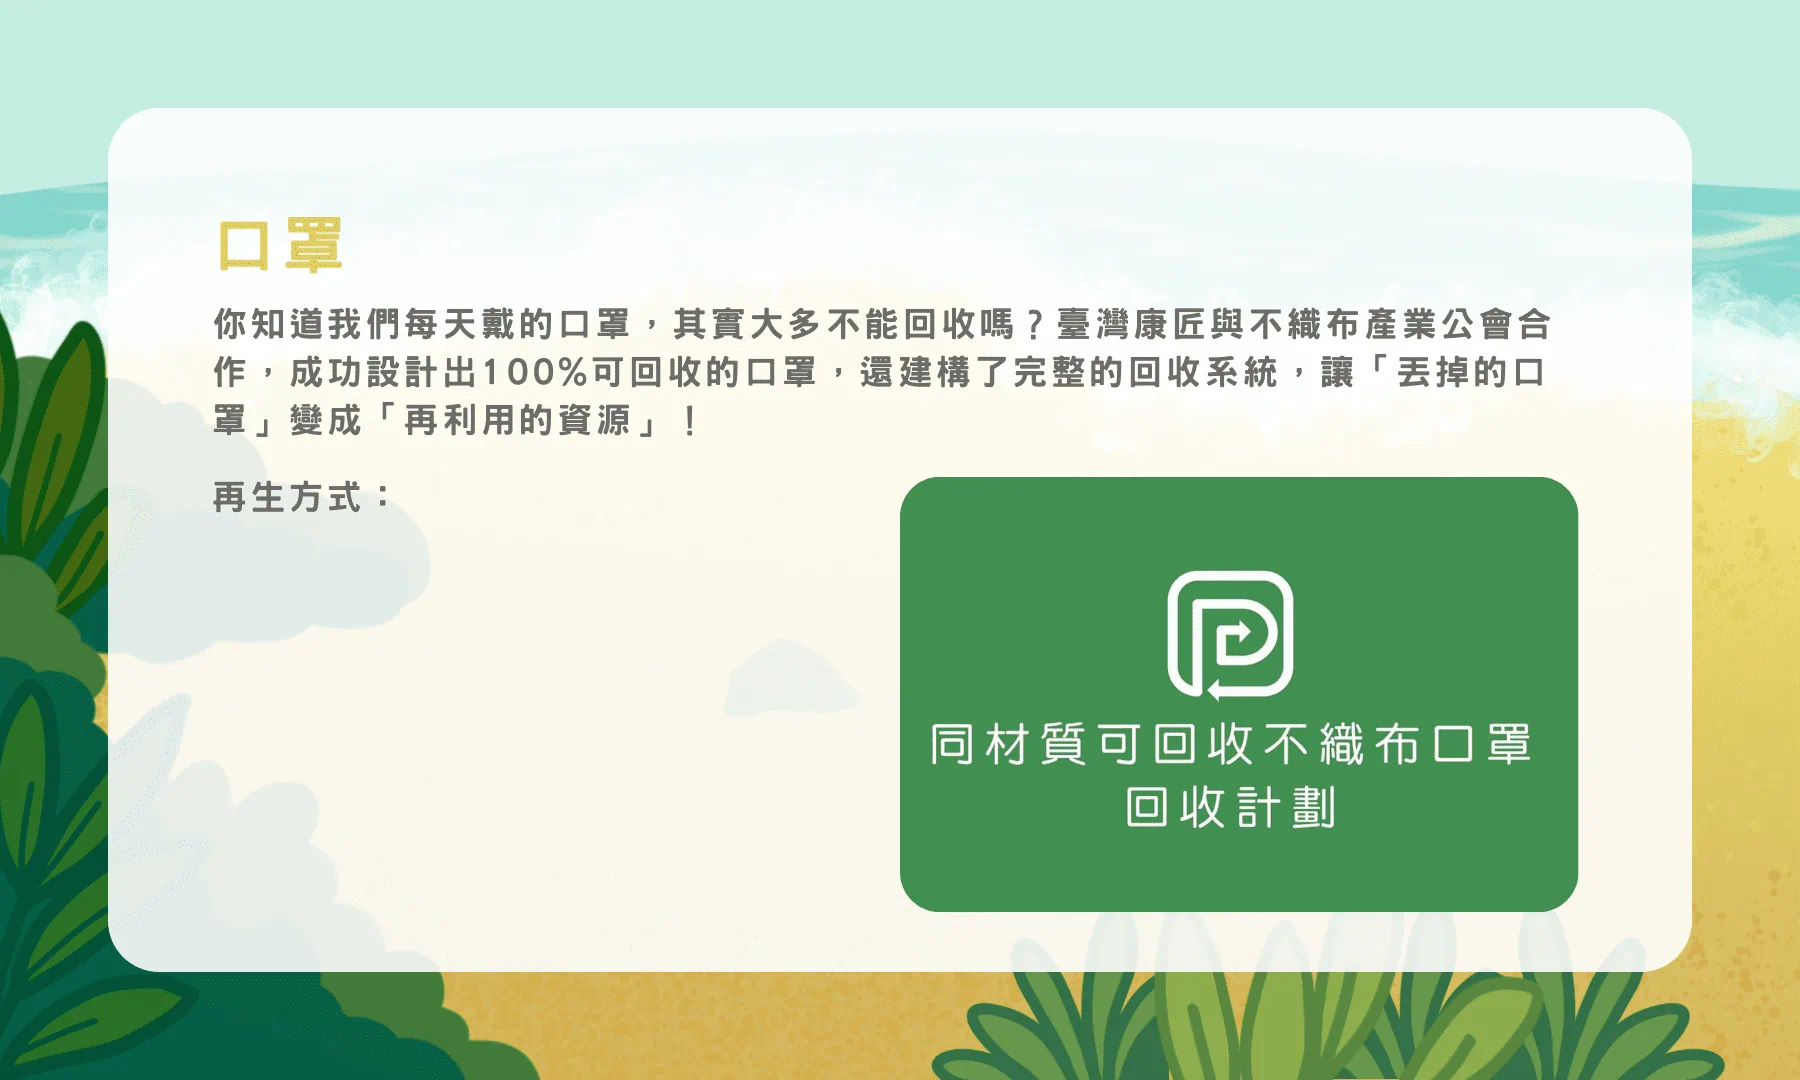 口罩
你知道我們每天戴的口罩，其實大多不能回收嗎？臺灣康匠與不織布產業公會合
作，成功設計出100%可回收的口罩，還建構了完整的回收系統，讓「丟掉的口
罩」變成「再利用的資源」！
再生方式：
同材質可回收不織布口罩
回收計劃